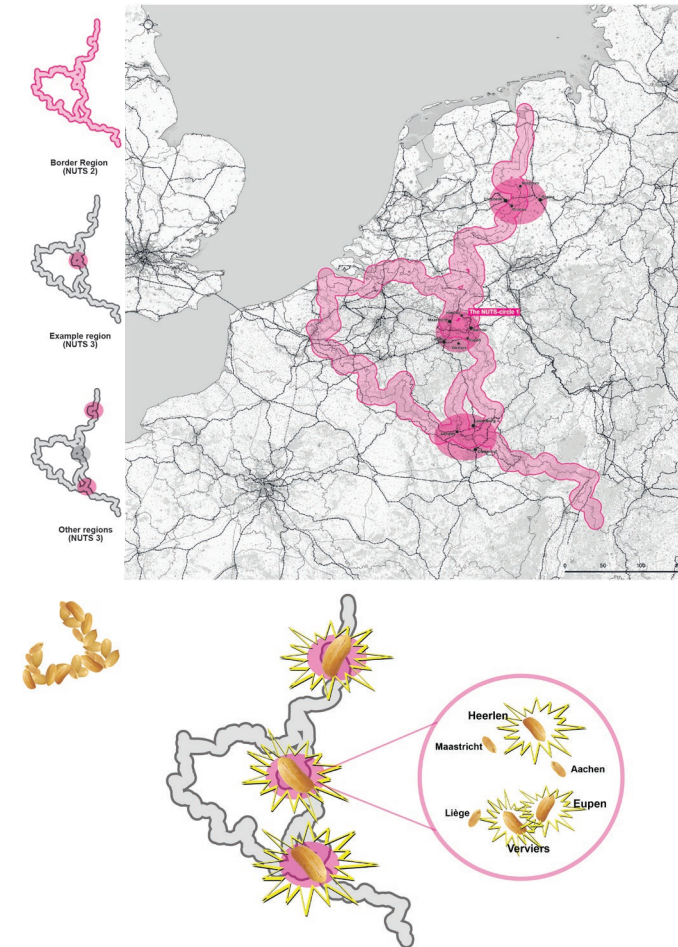 Border Region
(NUTS 2)
Example region
(NUTS 3)
Other regions
(NUTS 3)
The NUTS-circle 1
0
50
100
Heerlen
Maastricht
Aachen
Liège
Eupen
Verviers